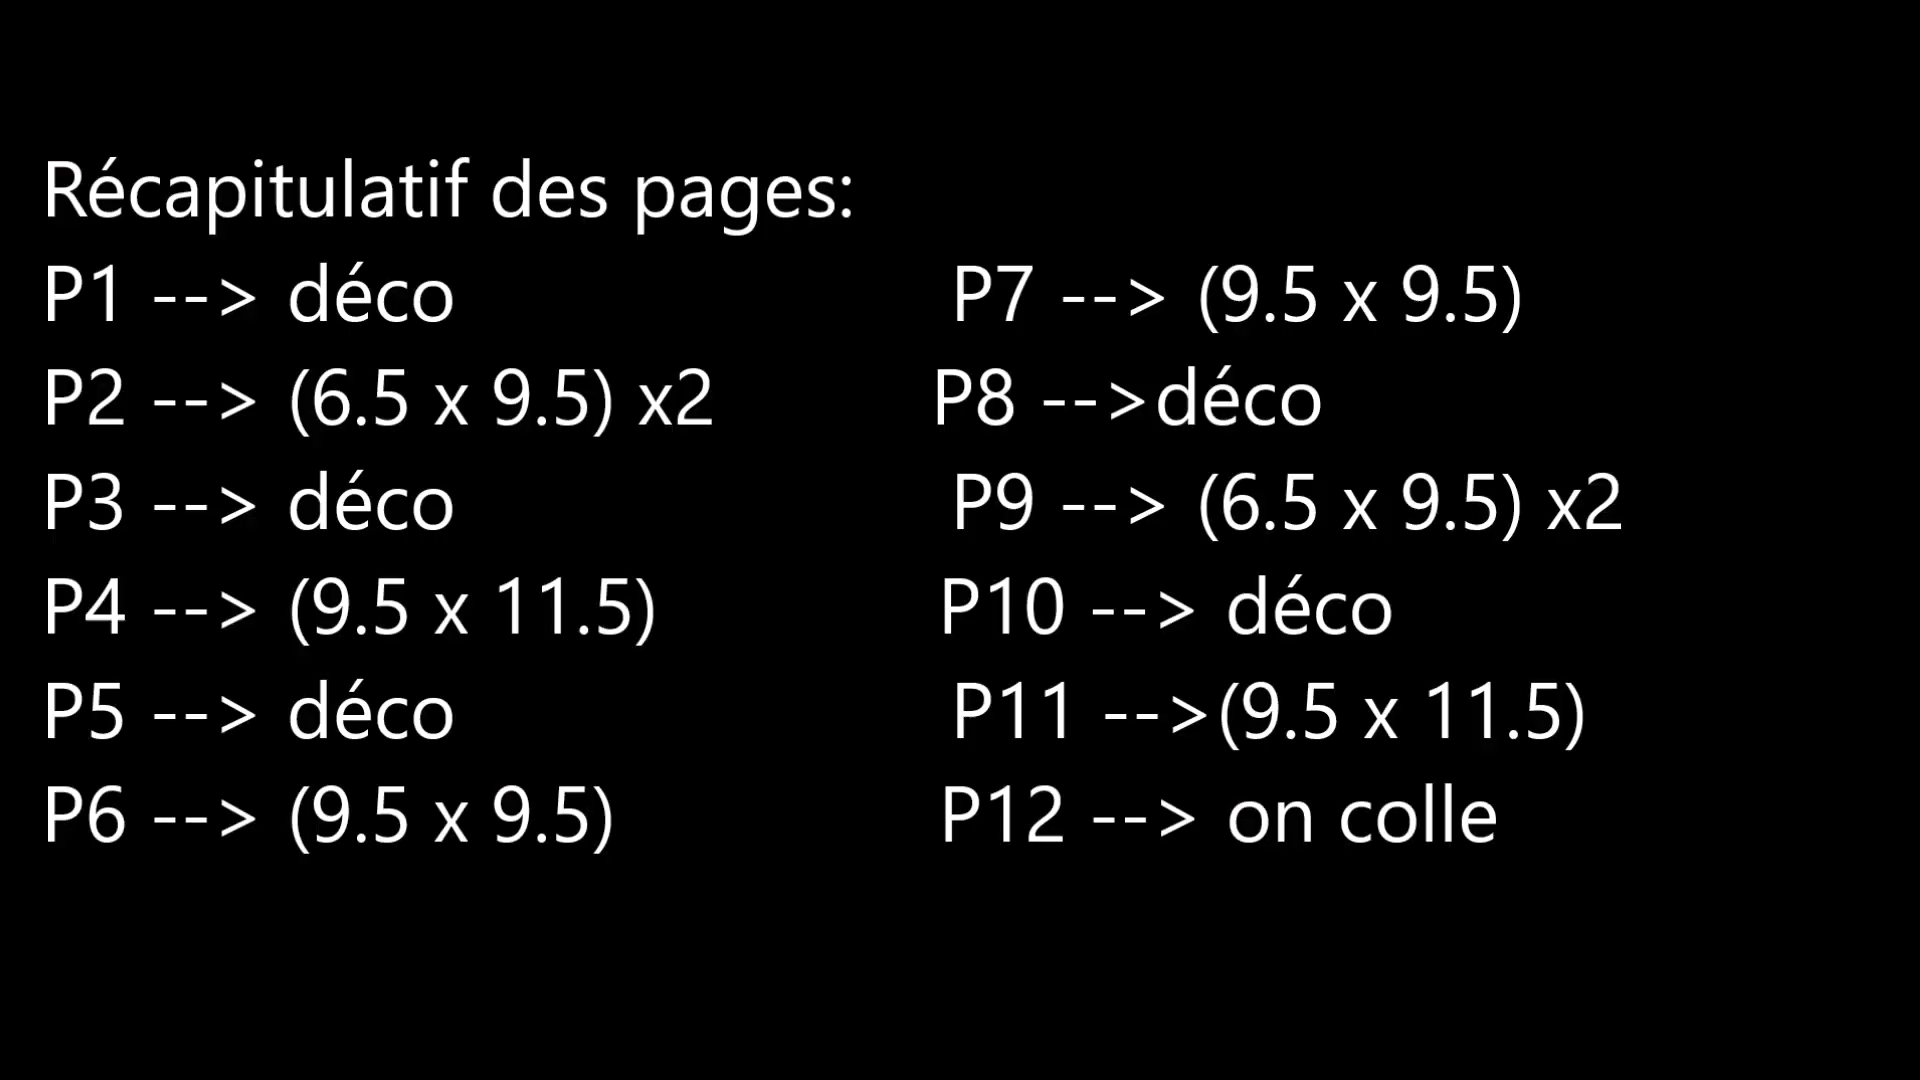 Récapitulatif des pages:
P1 --> déco
P2 --> (6.5 x 9.5) x2
P3 --> déco
P4 --> (9.5 x 11.5)
P5 --> déco
P6 --> (9.5 x 9.5)
P7 --> (9.5 x 9.5)
P8 -->déco
P9 --> (6.5 x 9.5) x2
P10 --> déco
P11 -->(9.5 x 11.5)
P12 --> on colle